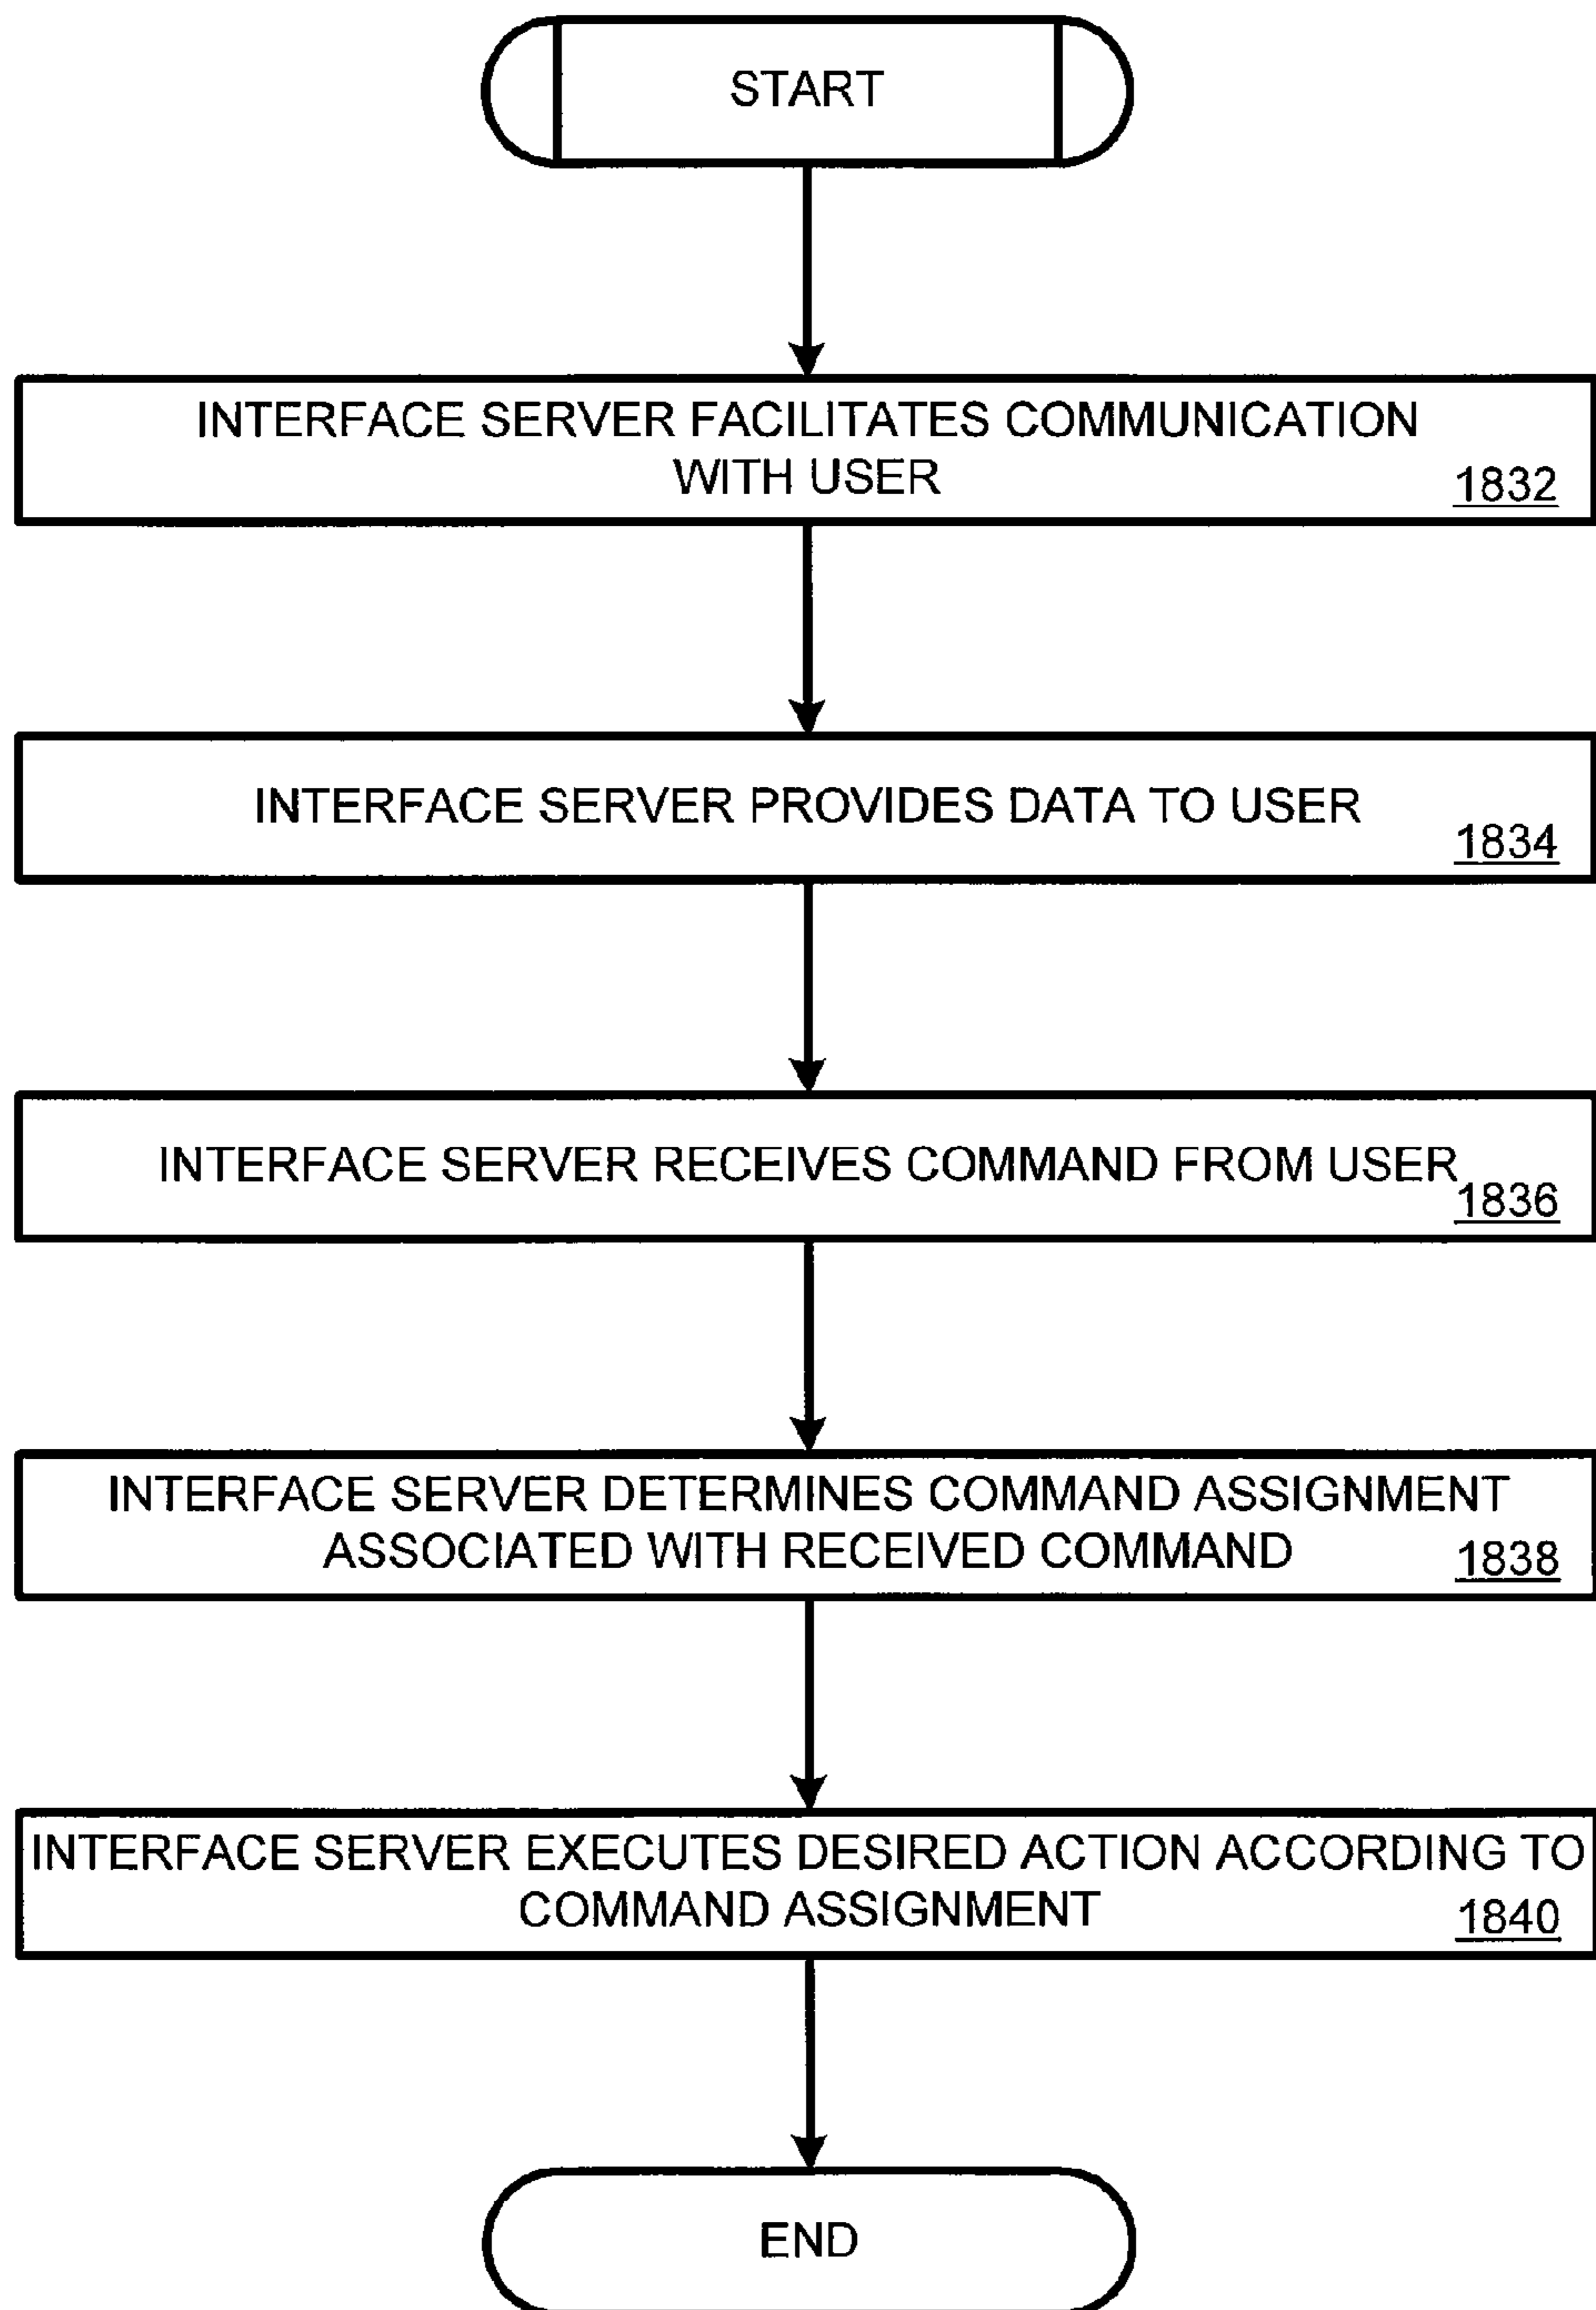 START
INTERFACE SERVER FACILITATES COMMUNICATION
WITH USER
1832
INTERFACE SERVER PROVIDES DATA TO USER
1834
INTERFACE SERVER RECEIVES COMMAND FROM USER
1836
INTERFACE SERVER DETERMINES COMMAND ASSIGNMENT
ASSOCIATED WITH RECEIVED COMMAND
1838
INTERFACE SERVER EXECUTES DESIRED ACTION ACCORDING TO
COMMAND ASSIGNMENT
1840
END